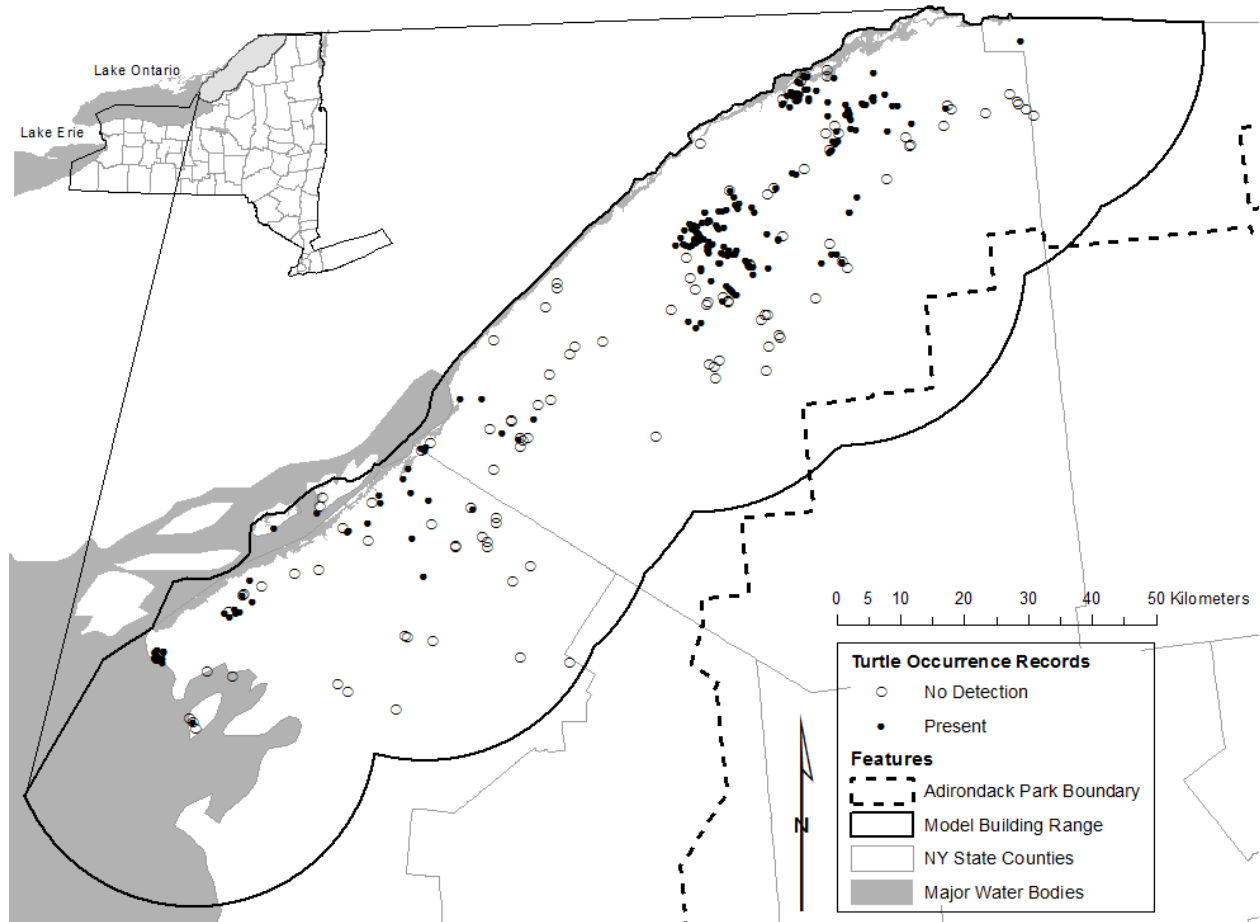 Lake Ontario
Lake Erie
0 5 10 20 30 40 50 Kilometers
Turtle Occurrence Records
No Detection
Present
Features
Adirondack Park Boundary
Model Building Range
NY State Counties
Major Water Bodies
N